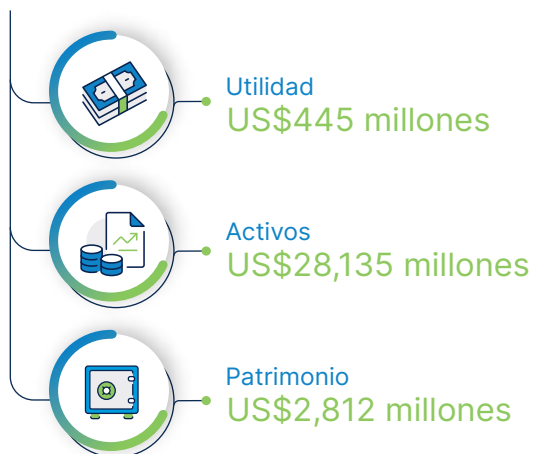 Utilidad
US$445 millones
Activos
US$28,135 millones
Patrimonio
US$2,812 millones